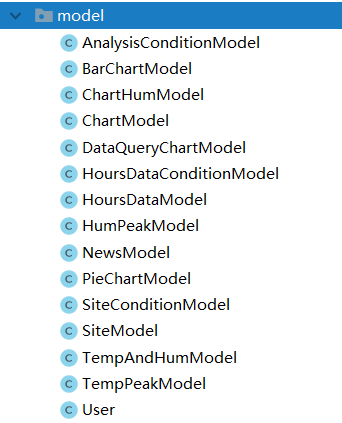 model
AnalysisConditionModel
BarChartModel
ChartHumModel
ChartModel
DataQueryChartModel
HoursDataConditionModel
HoursDataModel
HumPeakModel
NewsModel
PieChartModel
SiteConditionModel
SiteModel
TempAndHumModel
TempPeakModel
User